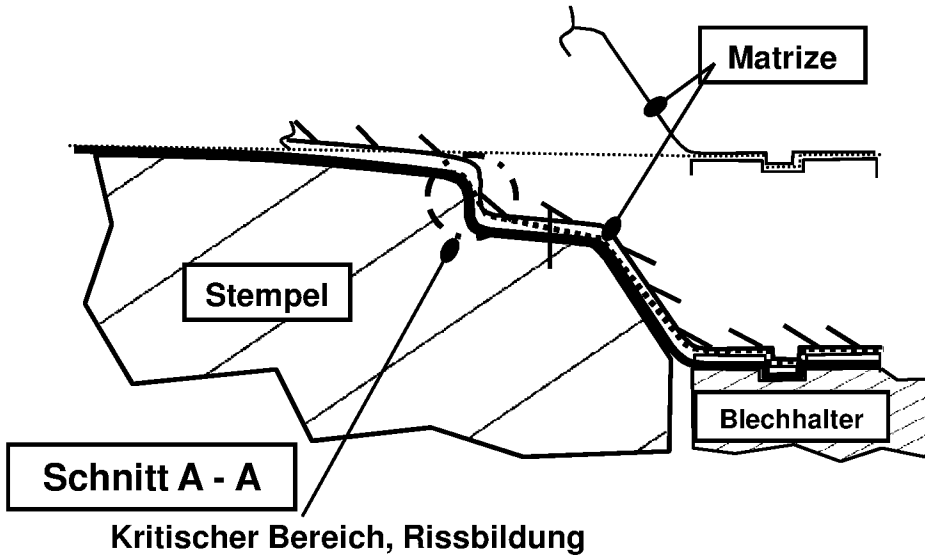 Matrize
Stempel
Blechhalter
Schnitt A - A
Kritischer Bereich, Rissbildung